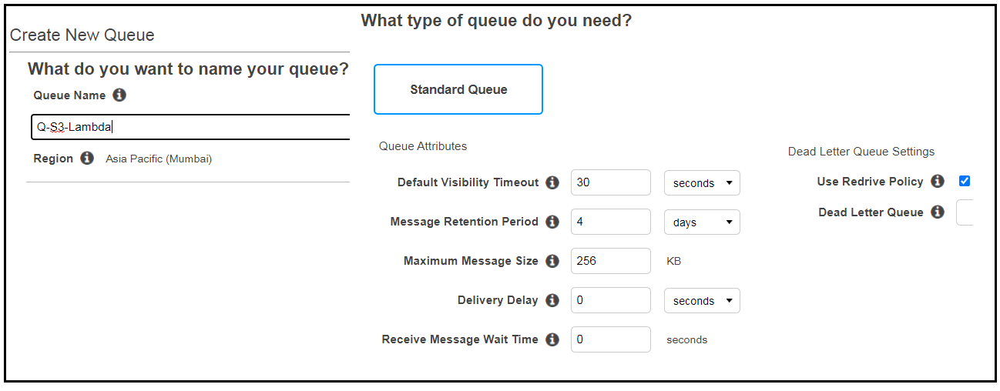 Create New Queue
What do you want to name your queue?
Queue Name
Q-S3-Lambda
Region Asia Pacific (Mumbai)
What type of queue do you need?
Standard Queue
Queue Attributes
Default Visibility Timeout 30 seconds
Message Retention Period 4 days
Maximum Message Size 256 KB
Delivery Delay 0 seconds
Receive Message Wait Time 0 seconds
Dead Letter Queue Settings
Use Redrive Policy
Dead Letter Queue